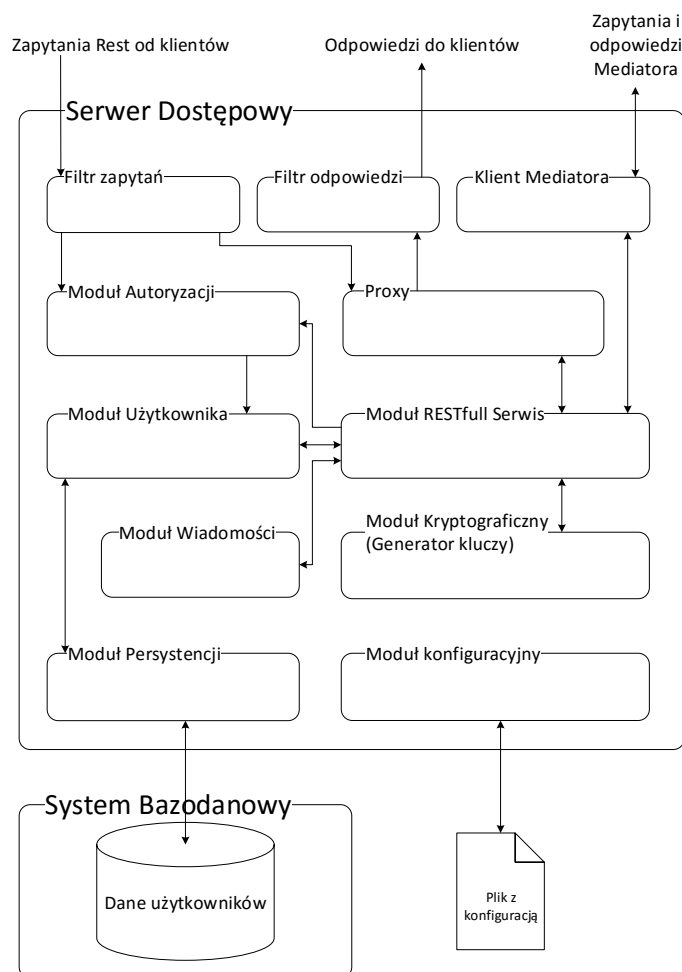 Zapytania Rest od klientów
Odpowiedzi do klientów
Zapytania i
odpowiedzi
Mediatora
Serwer Dostępowy
Filtr zapytań
Filtr odpowiedzi
Klient Mediatora
Moduł Autoryzacji
Proxy
Moduł Użytkownika
Moduł RESTfull Serwis
Moduł Wiadomości
Moduł Kryptograficzny
(Generator kluczy)
Moduł Persystencji
Moduł konfiguracyjny
System Bazodanowy
Dane użytkowników
Plik z
konfiguracją